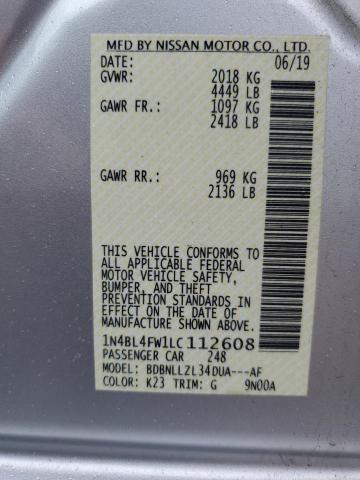 MFD BY NISSAN MOTOR CO., LTD.
DATE: 06/19
GVWR: 2018 KG
4449 LB
GAWR FR.: 1097 KG
2418 LB
GAWR RR.: 969 KG
2136 LB
THIS VEHICLE CONFORMS TO
ALL APPLICABLE FEDERAL
MOTOR VEHICLE SAFETY,
BUMPER, AND THEFT
PREVENTION STANDARDS IN
EFFECT ON THE DATE OF
MANUFACTURE SHOWN ABOVE.
1N4BL4FW1LC112608
PASSENGER CAR 248
MODEL: BDBNLLZL34DUA---AF
COLOR: K23 TRIM: G 9N00A